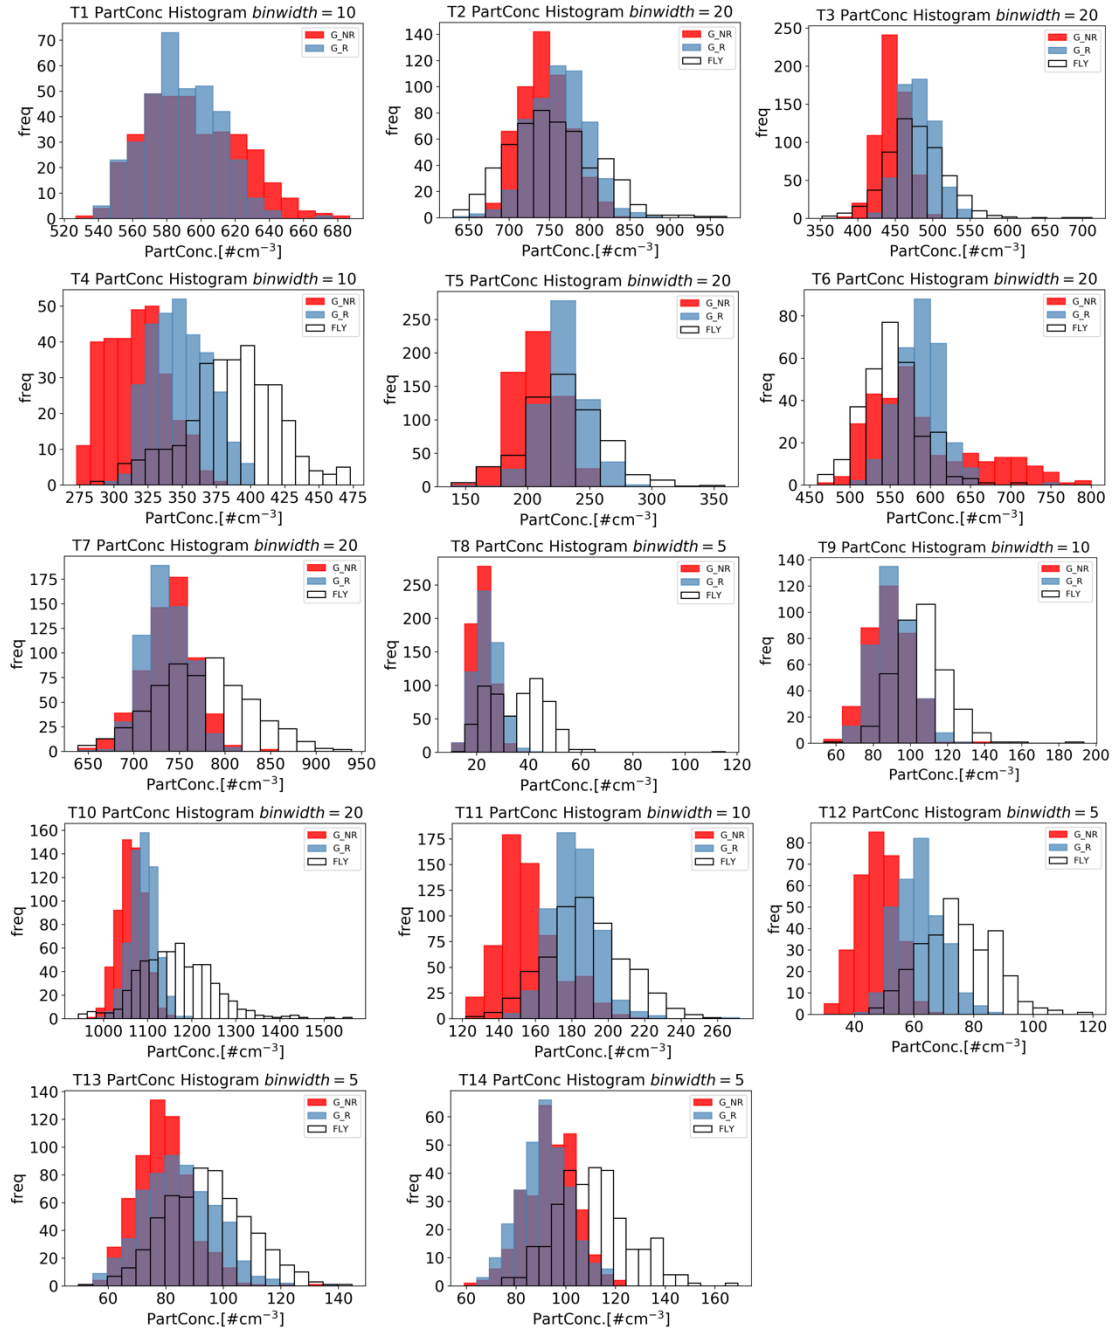 T1 PartConc Histogram binwidth = 10
G_NR
G_R
freq
70
60
50
40
30
20
10
0
520 540 560 580 600 620 640 660 680
PartConc.[#cm⁻³]
T2 PartConc Histogram binwidth = 20
G_NR
G_R
FLY
freq
140
120
100
80
60
40
20
0
650 700 750 800 850 900 950
PartConc.[#cm⁻³]
T3 PartConc Histogram binwidth = 20
G_NR
G_R
FLY
freq
250
200
150
100
50
0
350 400 450 500 550 600 650 700
PartConc.[#cm⁻³]
T4 PartConc Histogram binwidth = 10
G_NR
G_R
FLY
freq
50
40
30
20
10
0
275 300 325 350 375 400 425 450 475
PartConc.[#cm⁻³]
T5 PartConc Histogram binwidth = 20
G_NR
G_R
FLY
freq
250
200
150
100
50
0
150 200 250 300 350
PartConc.[#cm⁻³]
T6 PartConc Histogram binwidth = 20
G_NR
G_R
FLY
freq
80
60
40
20
0
450 500 550 600 650 700 750 800
PartConc.[#cm⁻³]
T7 PartConc Histogram binwidth = 20
G_NR
G_R
FLY
freq
175
150
125
100
75
50
25
0
650 700 750 800 850 900 950
PartConc.[#cm⁻³]
T8 PartConc Histogram binwidth = 5
G_NR
G_R
FLY
freq
250
200
150
100
50
0
20 40 60 80 100 120
PartConc.[#cm⁻³]
T9 PartConc Histogram binwidth = 10
G_NR
G_R
FLY
freq
140
120
100
80
60
40
20
0
60 80 100 120 140 160 180 200
PartConc.[#cm⁻³]
T10 PartConc Histogram binwidth = 20
G_NR
G_R
FLY
freq
160
140
120
100
80
60
40
20
0
1000 1100 1200 1300 1400 1500
PartConc.[#cm⁻³]
T11 PartConc Histogram binwidth = 10
G_NR
G_R
FLY
freq
175
150
125
100
75
50
25
0
120 140 160 180 200 220 240 260
PartConc.[#cm⁻³]
T12 PartConc Histogram binwidth = 5
G_NR
G_R
FLY
freq
80
70
60
50
40
30
20
10
0
40 60 80 100 120
PartConc.[#cm⁻³]
T13 PartConc Histogram binwidth = 5
G_NR
G_R
FLY
freq
140
120
100
80
60
40
20
0
60 80 100 120 140
PartConc.[#cm⁻³]
T14 PartConc Histogram binwidth = 5
G_NR
G_R
FLY
freq
60
50
40
30
20
10
0
60 80 100 120 140 160
PartConc.[#cm⁻³]